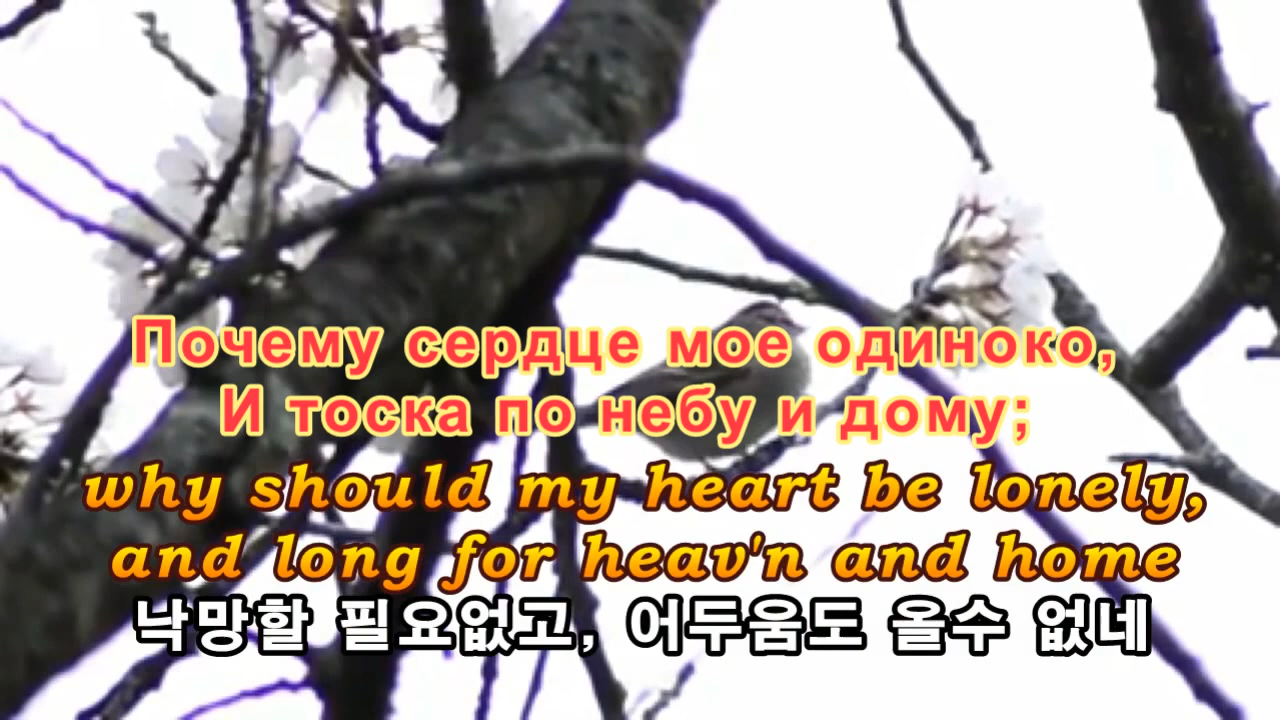 Почему сердце мое одиноко,
И тоска по небу и дому;
why should my heart be lonely,
and long for heav'n and home
낙망할 필요없고, 어두움도 올수 없네